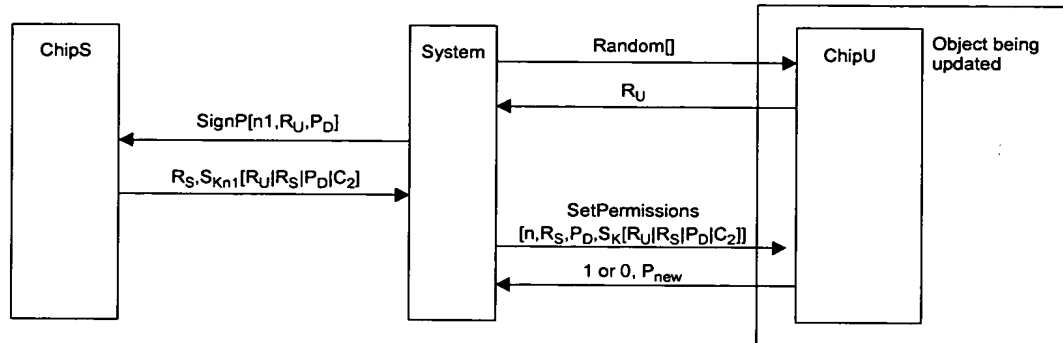 ChipS
System
Random[]
ChipU
Object being
updated
R_U
SignP[n1,R_U,P_D]
R_S,S_Kn1[R_U|R_S|P_D|C_2]
SetPermissions
[n,R_S,P_D,S_K[R_U|R_S|P_D|C_2]]
1 or 0, P_new